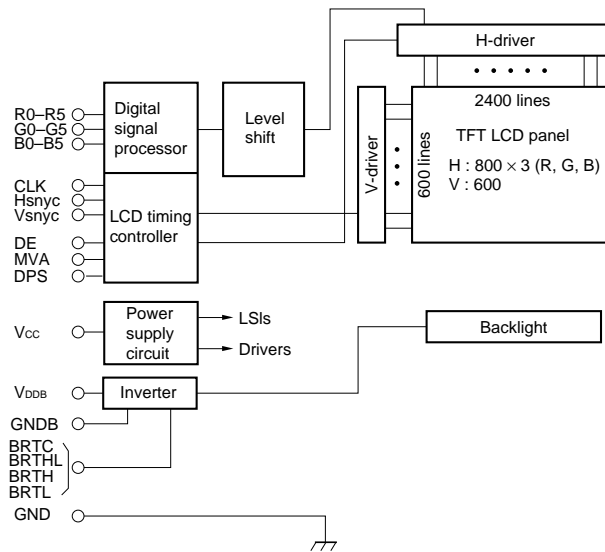 H-driver
R0–R5
G0–G5
B0–B5
Digital
signal
processor
Level
shift
V-driver
600 lines
2400 lines
TFT LCD panel
H : 800 × 3 (R, G, B)
V : 600
CLK
Hsnyc
Vsnyc
DE
MVA
DPS
LCD timing
controller
VCC
Power
supply
circuit
LSIs
Drivers
Backlight
VDDB
Inverter
GNDB
BRTC
BRTHL
BRTH
BRTL
GND